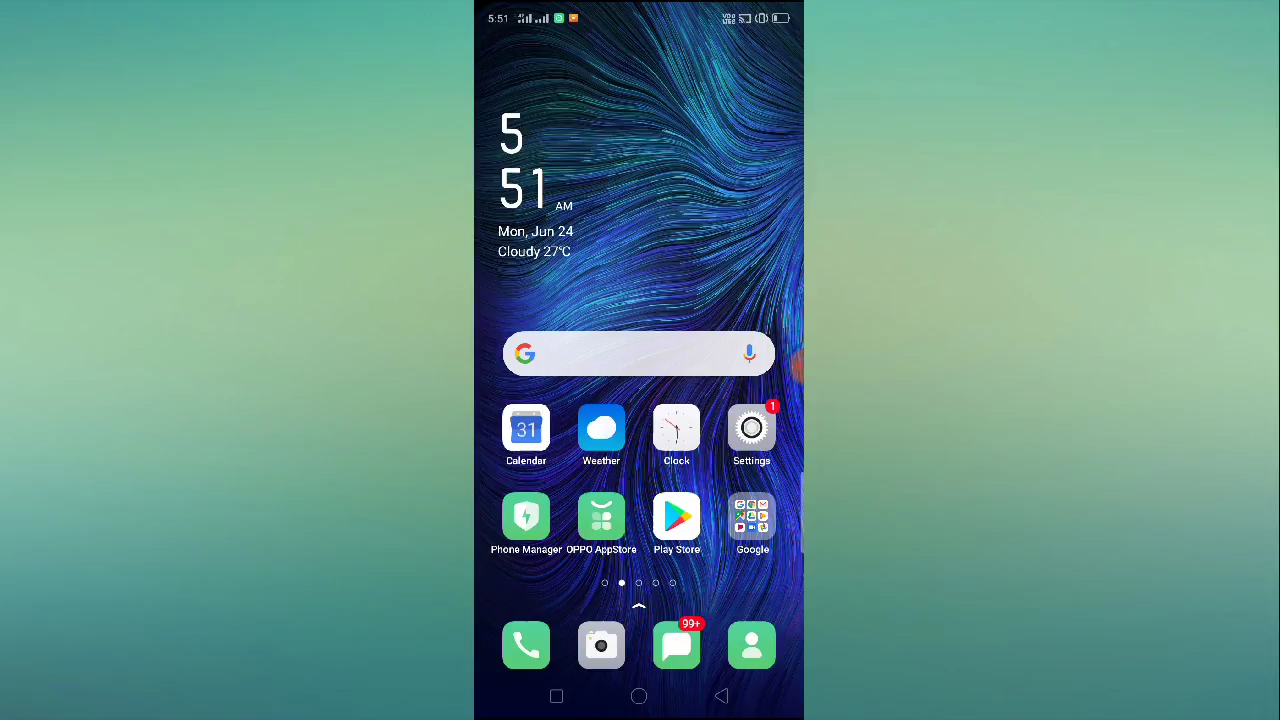 5:51
5
51 AM
Mon, Jun 24
Cloudy 27°C
31
Calendar Weather Clock Settings
1
Phone Manager OPPO AppStore Play Store Google
99+